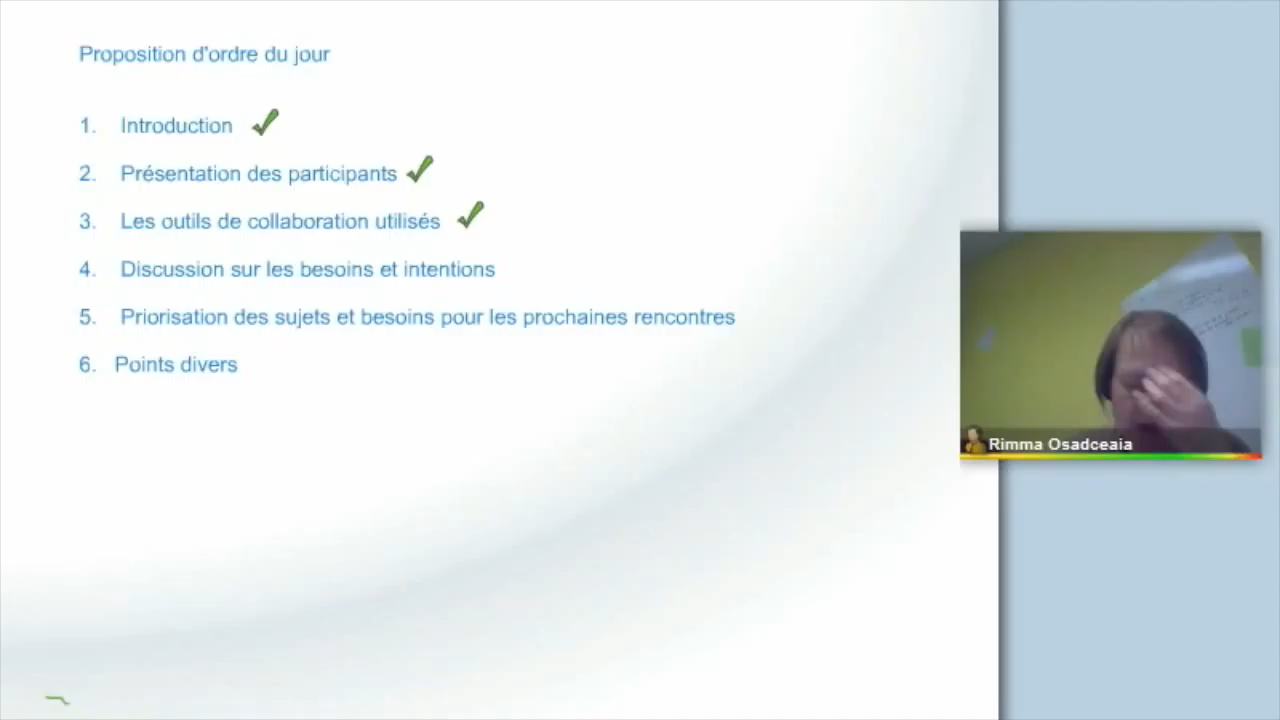 Proposition d'ordre du jour
1. Introduction
2. Présentation des participants
3. Les outils de collaboration utilisés
4. Discussion sur les besoins et intentions
5. Priorisation des sujets et besoins pour les prochaines rencontres
6. Points divers
Rimma Osadceaia